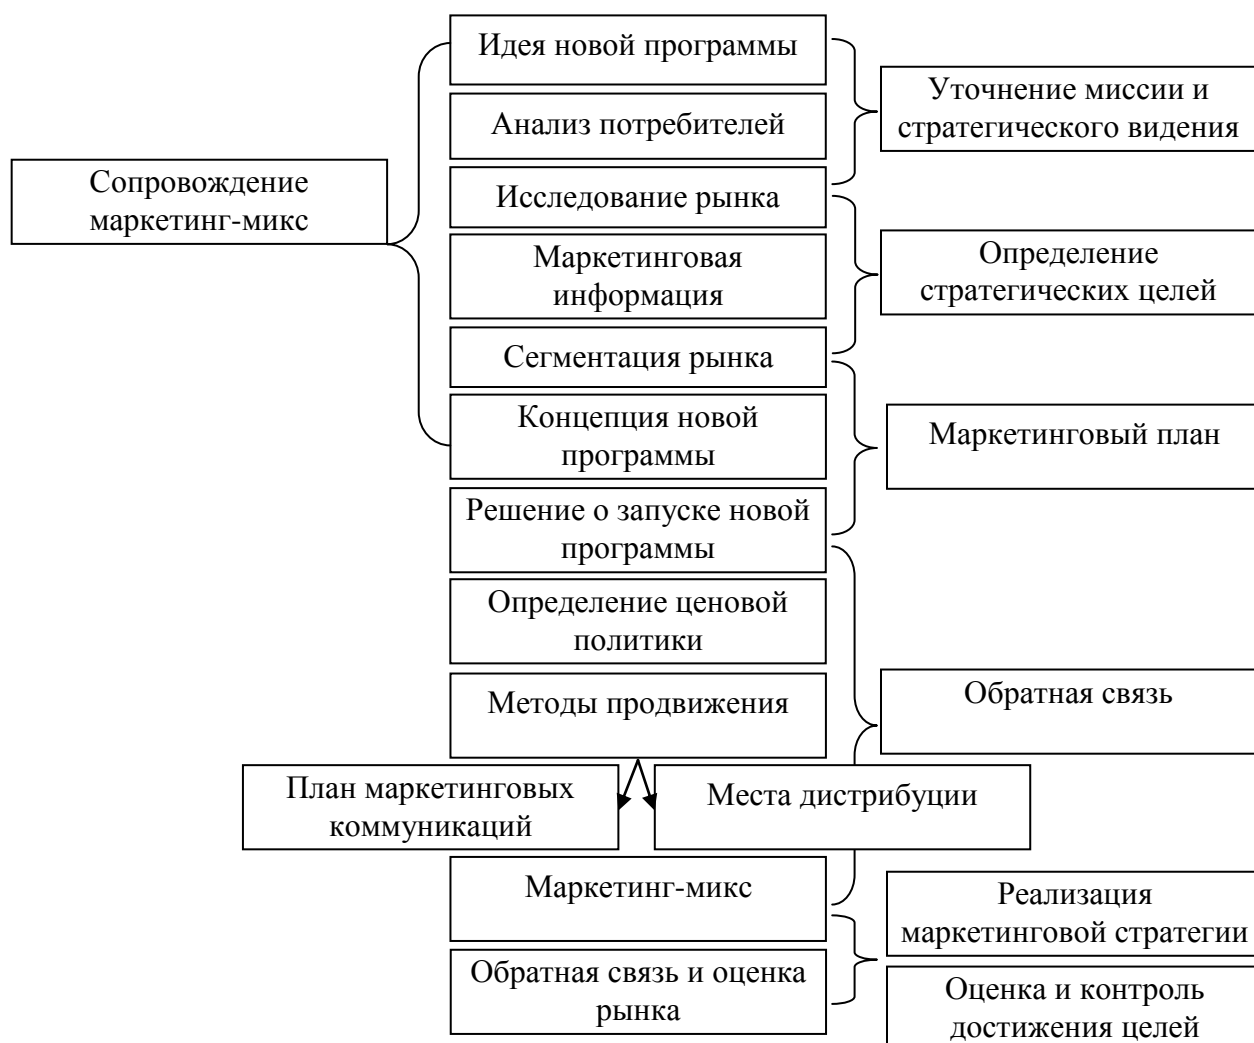 Идея новой программы
Уточнение миссии и
стратегического видения
Анализ потребителей
Сопровождение
маркетинг-микс
Исследование рынка
Маркетинговая
информация
Определение
стратегических целей
Сегментация рынка
Концепция новой
программы
Маркетинговый план
Решение о запуске новой
программы
Определение ценовой
политики
Методы продвижения
Обратная связь
План маркетинговых
коммуникаций
Места дистрибуции
Маркетинг-микс
Реализация
маркетинговой стратегии
Обратная связь и оценка
рынка
Оценка и контроль
достижения целей